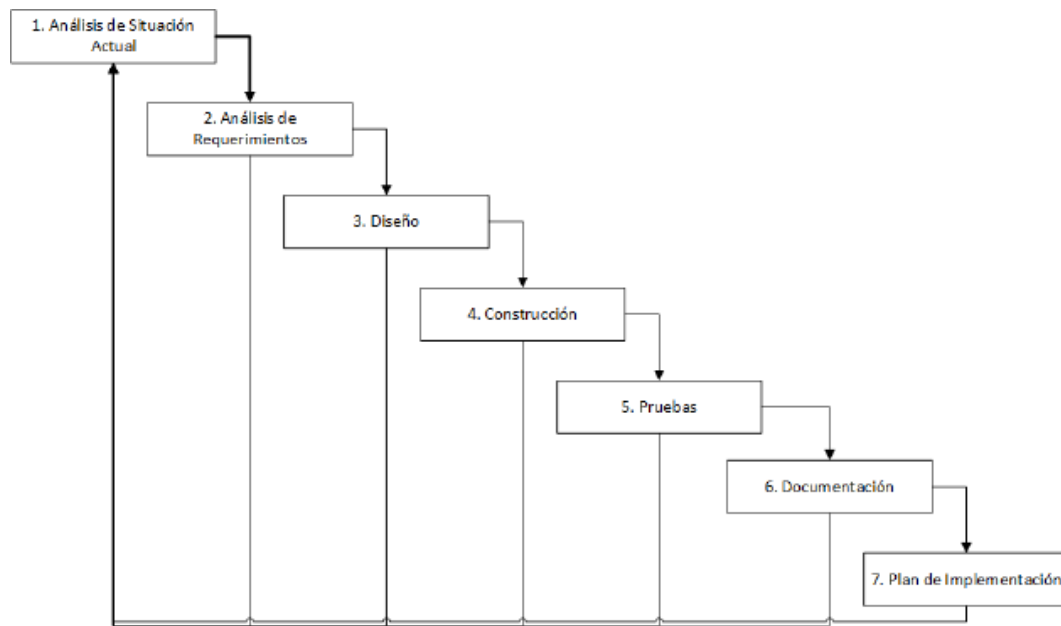 1. Análisis de Situación
Actual
2. Análisis de
Requerimientos
3. Diseño
4. Construcción
5. Pruebas
6. Documentación
7. Plan de Implementación